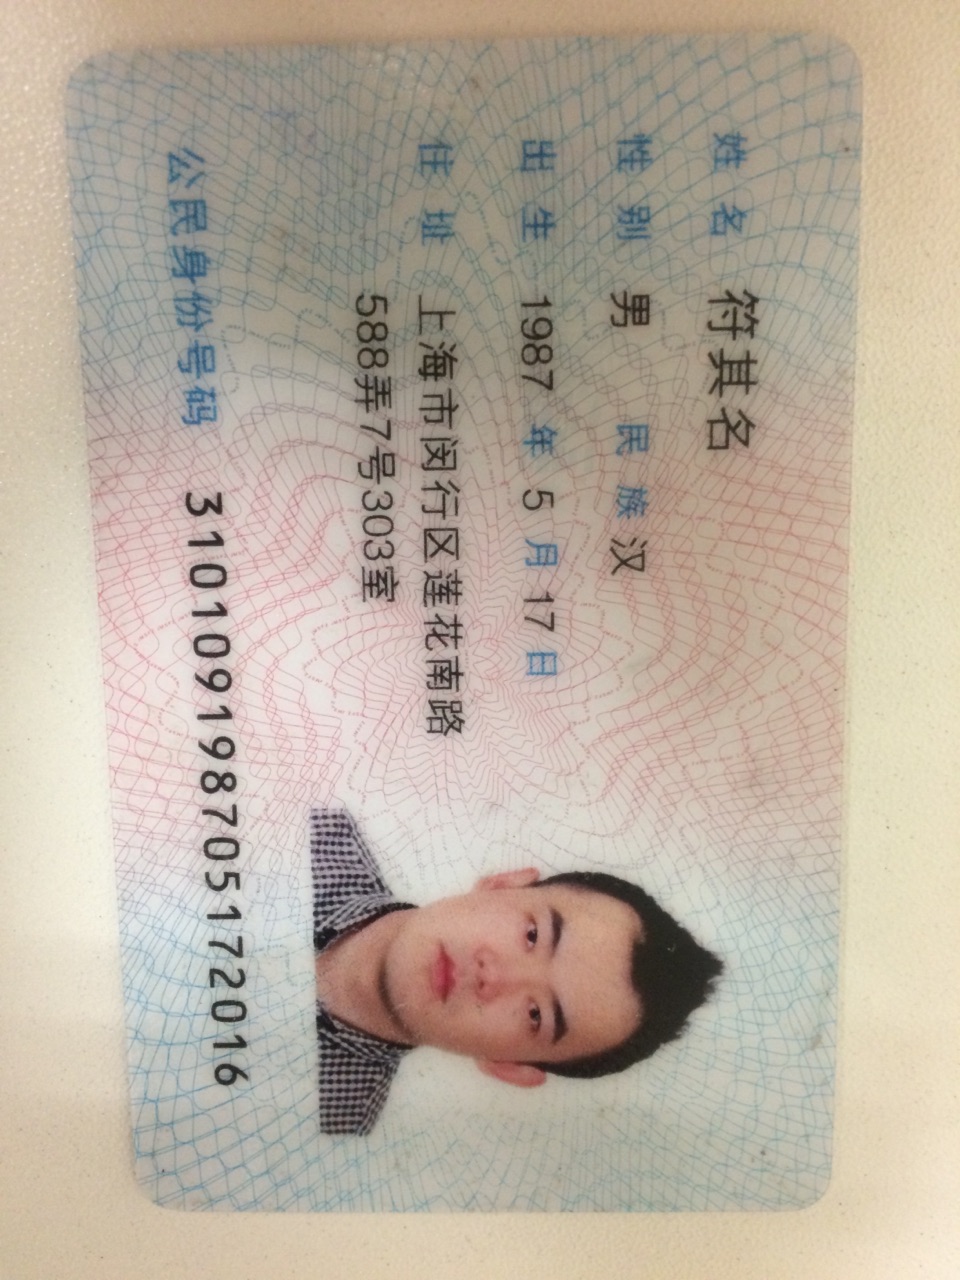 姓名 符其名
性别 男 民族 汉
出生 1987 年 5 月 17 日
住址 上海市闵行区莲花南路
588弄7号303室
公民身份号码 310109198705172016